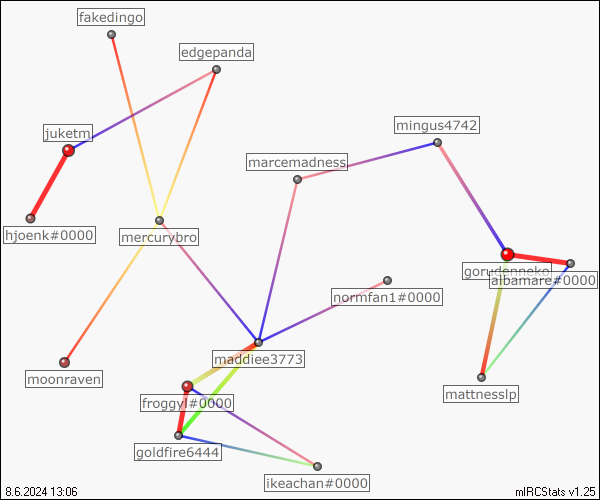 fakedingo
edgepanda
mingus4742
juketm
marcemadness
hjoenk#0000
mercurybro
gorudenneko
albamare#0000
normfan1#0000
maddiee3773
moonraven
mattnesslp
froggyl#0000
goldfire6444
ikeachan#0000
8.6.2024 13:06
mIRCStats v1.25